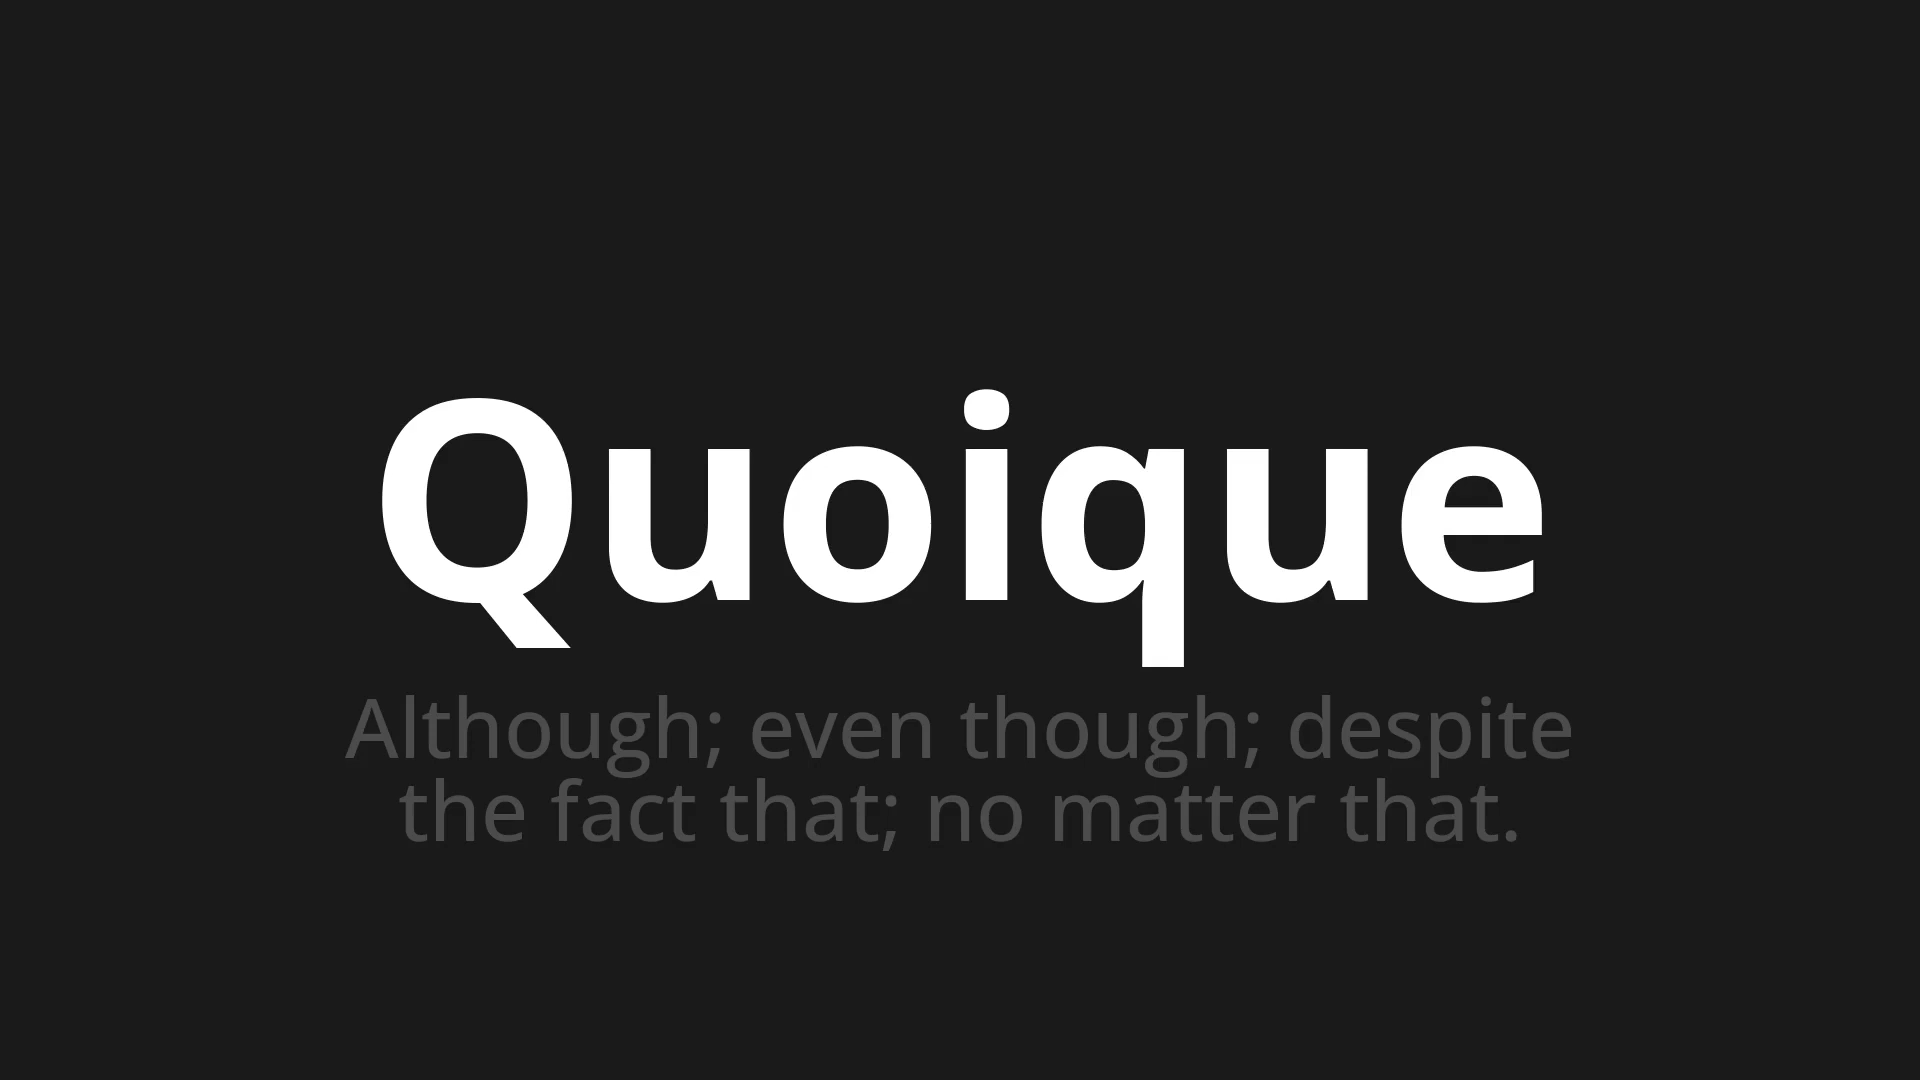 Quoique
Although; even though; despite
the fact that; no matter that.